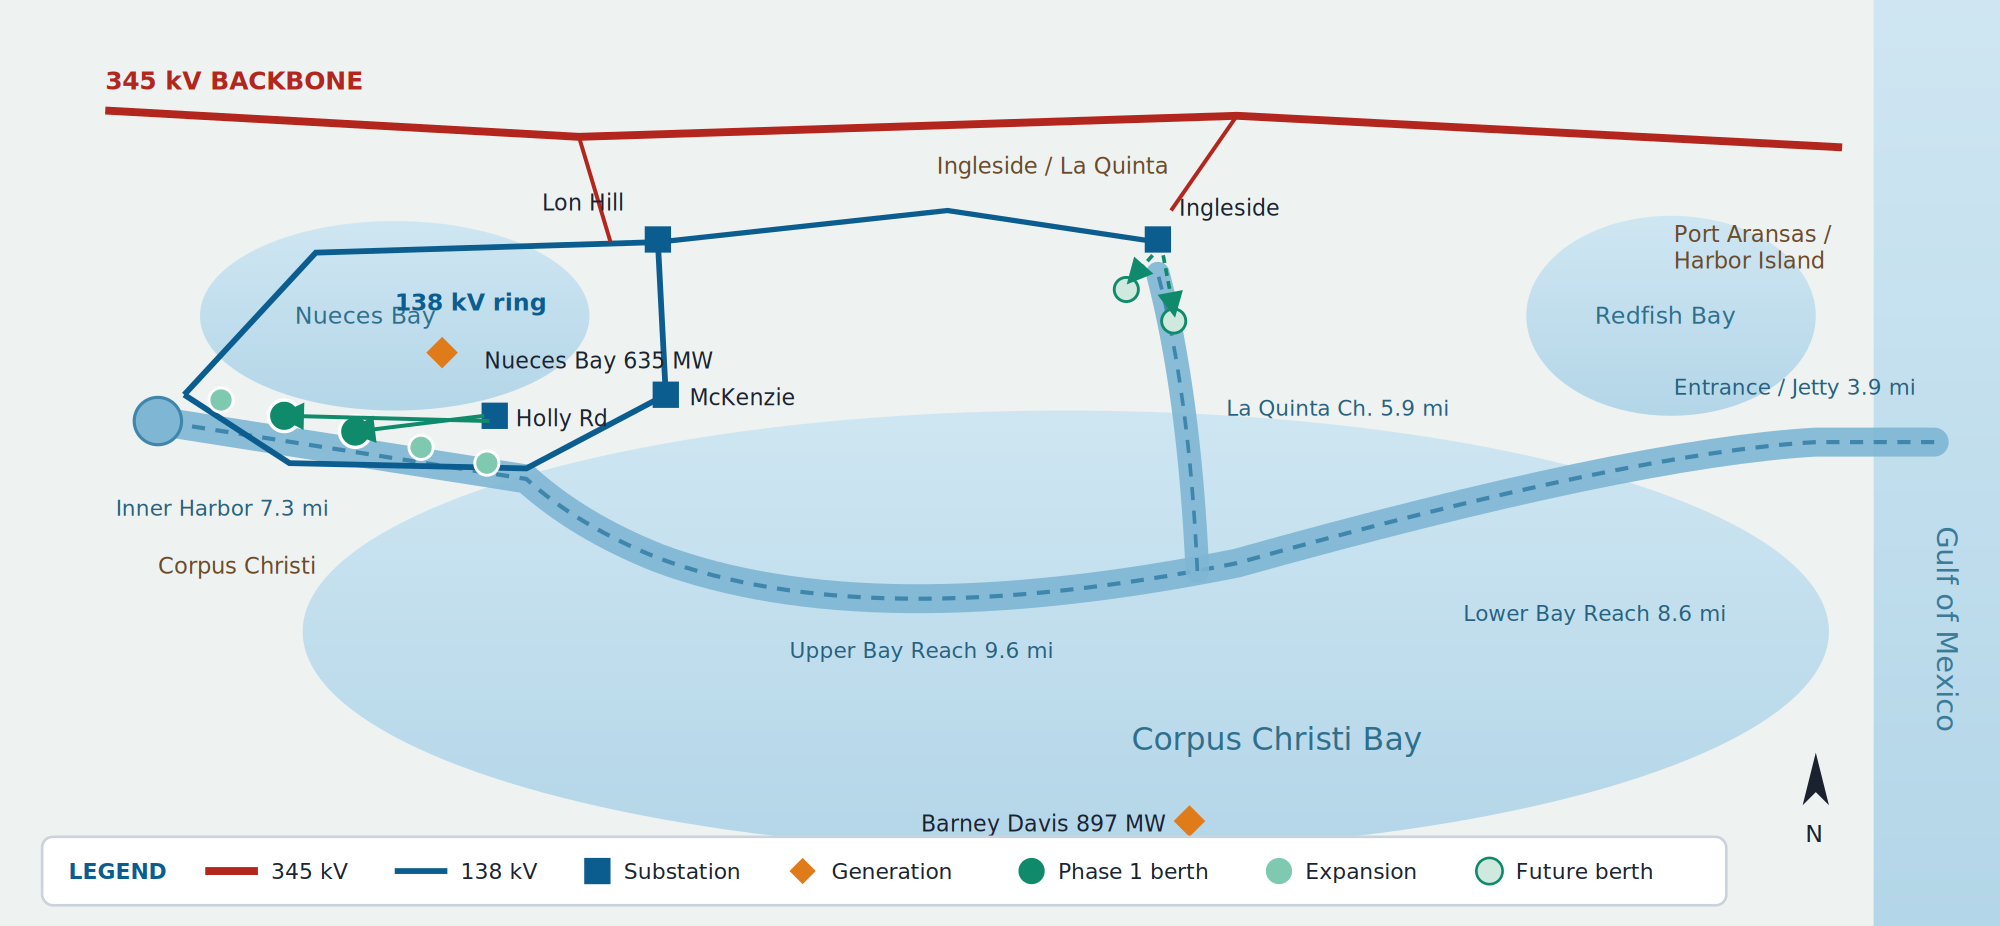 345 kV BACKBONE
Ingleside / La Quinta
Lon Hill
Ingleside
Port Aransas /
Harbor Island
138 kV ring
Nueces Bay
Redfish Bay
Nueces Bay 635 MW
McKenzie
Entrance / Jetty 3.9 mi
Holly Rd
La Quinta Ch. 5.9 mi
Inner Harbor 7.3 mi
Corpus Christi
Gulf of Mexico
Lower Bay Reach 8.6 mi
Upper Bay Reach 9.6 mi
Corpus Christi Bay
Barney Davis 897 MW
N
LEGEND
345 kV
138 kV
Substation
Generation
Phase 1 berth
Expansion
Future berth